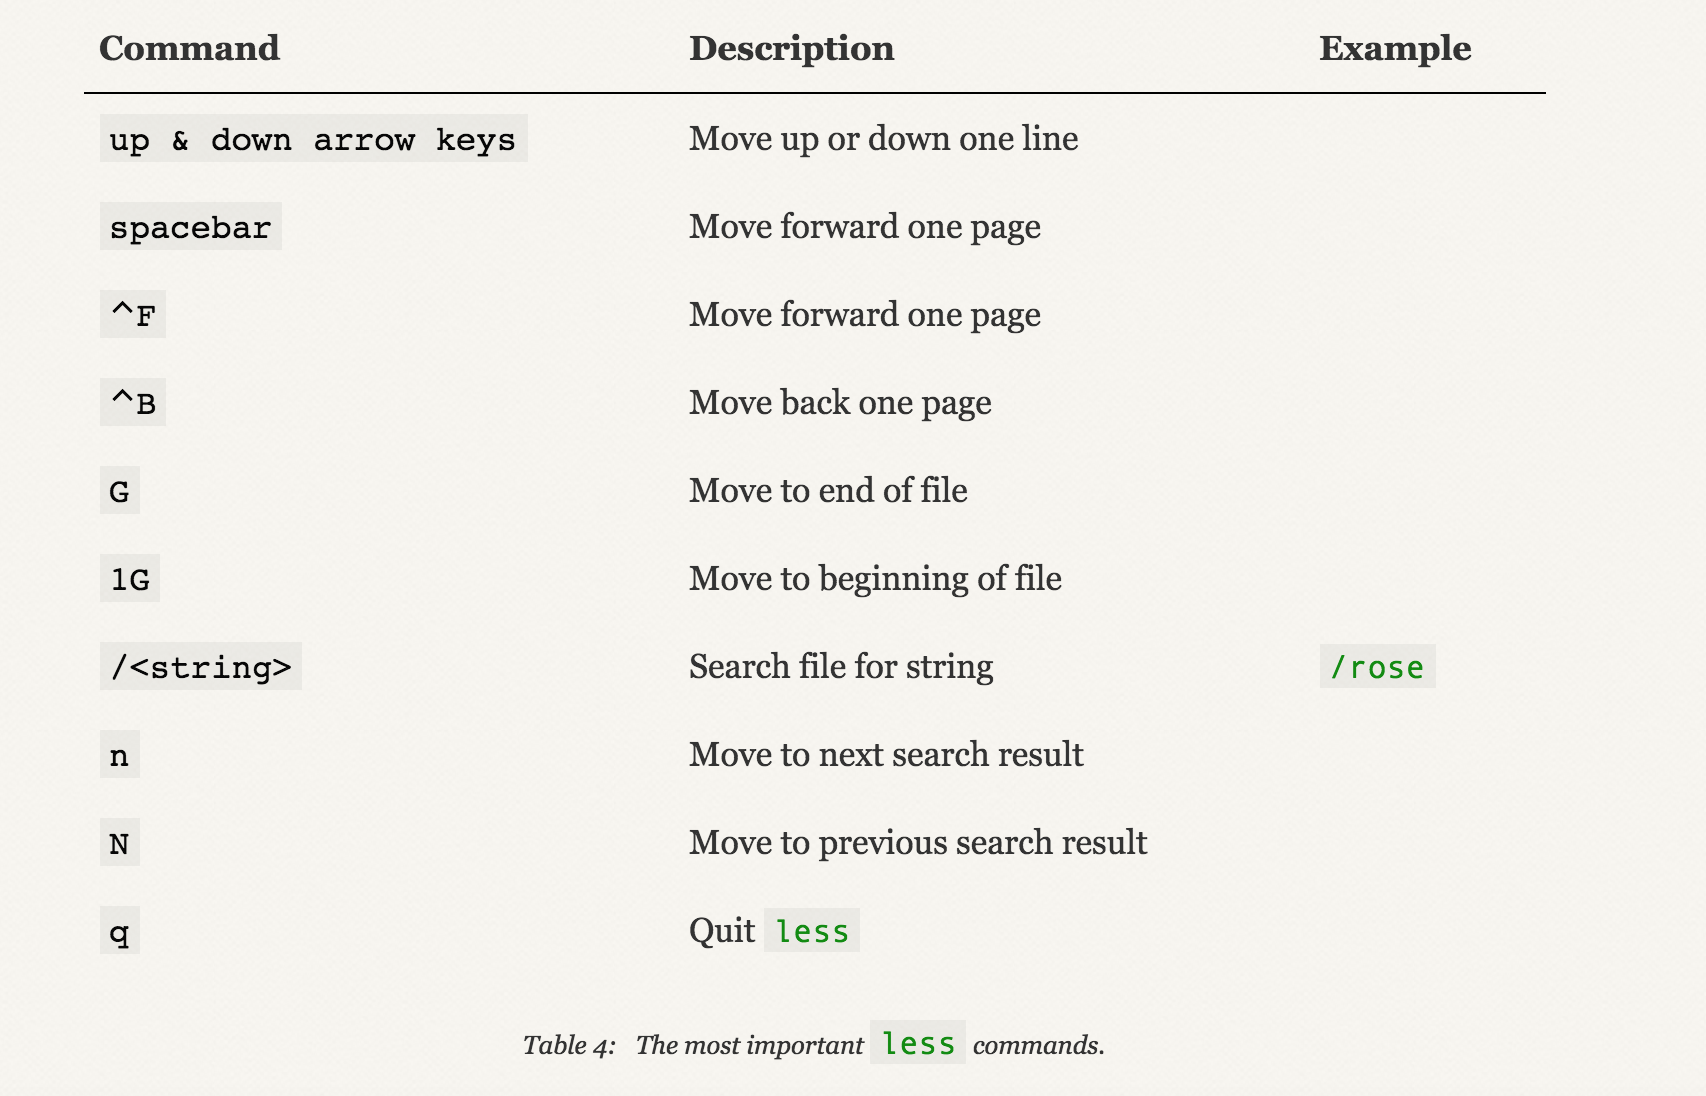 Command Description Example
up & down arrow keys Move up or down one line
spacebar Move forward one page
^F Move forward one page
^B Move back one page
G Move to end of file
1G Move to beginning of file
/<string> Search file for string /rose
n Move to next search result
N Move to previous search result
q Quit less
Table 4: The most important less commands.